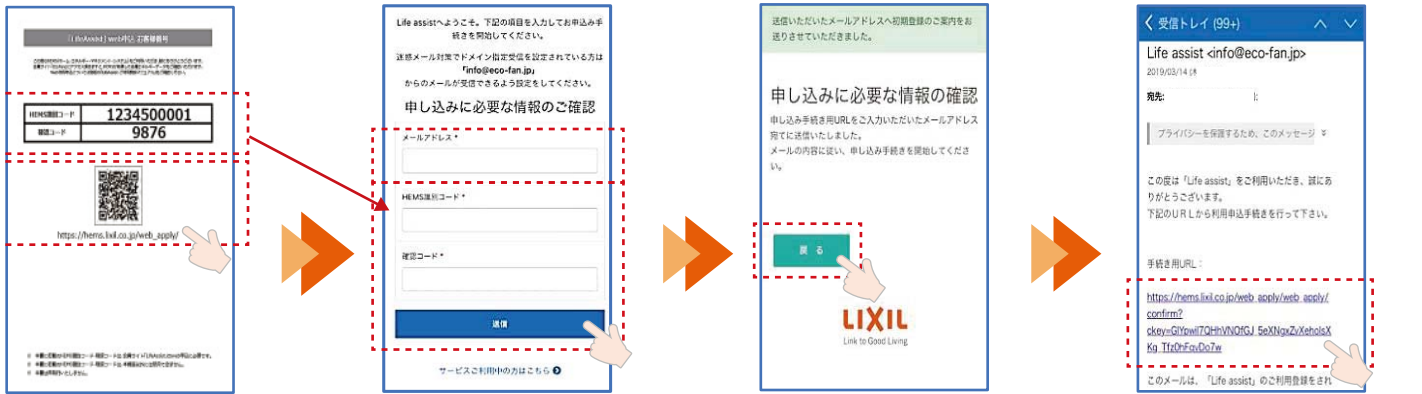 「LifeAssist」web申込 お客様番号
HEMS識別コード 1234500001
確認コード 9876
https://hems.lixil.co.jp/web_apply/
Life assistへようこそ。下記の項目を入力してお申込み手
続きを開始してください。
迷惑メール対策でドメイン指定受信を設定されている方は
「info@eco-fan.jp」
からのメールが受信できるよう設定をしてください。
申し込みに必要な情報のご確認
メールアドレス *
HEMS識別コード *
確認コード *
送信
サービスご利用中の方はこちら
送信いただいたメールアドレスへ初期登録のご案内をお
送りさせていただきました。
申し込みに必要な情報の確認
申し込み手続き用URLをご入力いただいたメールアドレス
宛てに送信いたしました。
メールの内容に従い、申し込み手続きを開始してくださ
い。
戻る
LIXIL
Link to Good Living
受信トレイ (99+)
Life assist <info@eco-fan.jp>
2019/03/14 (木
宛先:
プライバシーを保護するため、このメッセージ
この度は「Life assist」をご利用いただき、誠にあ
りがとうございます。
下記のＵＲＬから利用申込手続きを行って下さい。
手続き用URL：
https://hems.lixil.co.jp/web_apply/web_apply/
confirm?
このメールは、「Life assist」のご利用登録をされ